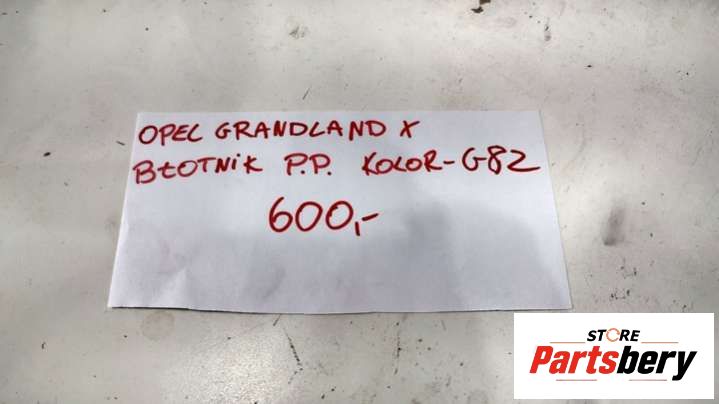 OPEL GRANDLAND X
BŁOTNIK P.P. KOLOR-G82
600,-
STORE
Partsbery